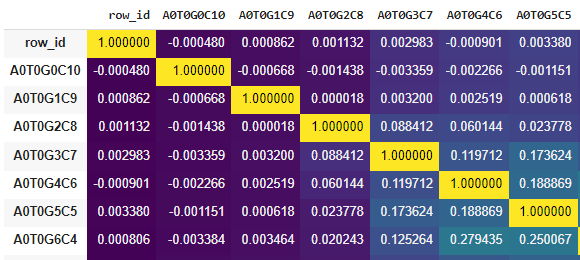 row_id A0T0G0C10 A0T0G1C9 A0T0G2C8 A0T0G3C7 A0T0G4C6 A0T0G5C5
row_id 1.000000 -0.000480 0.000862 0.001132 0.002983 -0.000901 0.003380
A0T0G0C10 -0.000480 1.000000 -0.000668 -0.001438 -0.003359 -0.002266 -0.001151
A0T0G1C9 0.000862 -0.000668 1.000000 0.000018 0.003200 0.002519 0.000618
A0T0G2C8 0.001132 -0.001438 0.000018 1.000000 0.088412 0.060144 0.023778
A0T0G3C7 0.002983 -0.003359 0.003200 0.088412 1.000000 0.119712 0.173624
A0T0G4C6 -0.000901 -0.002266 0.002519 0.060144 0.119712 1.000000 0.188869
A0T0G5C5 0.003380 -0.001151 0.000618 0.023778 0.173624 0.188869 1.000000
A0T0G6C4 0.000806 -0.003384 0.003464 0.020243 0.125264 0.279435 0.250067